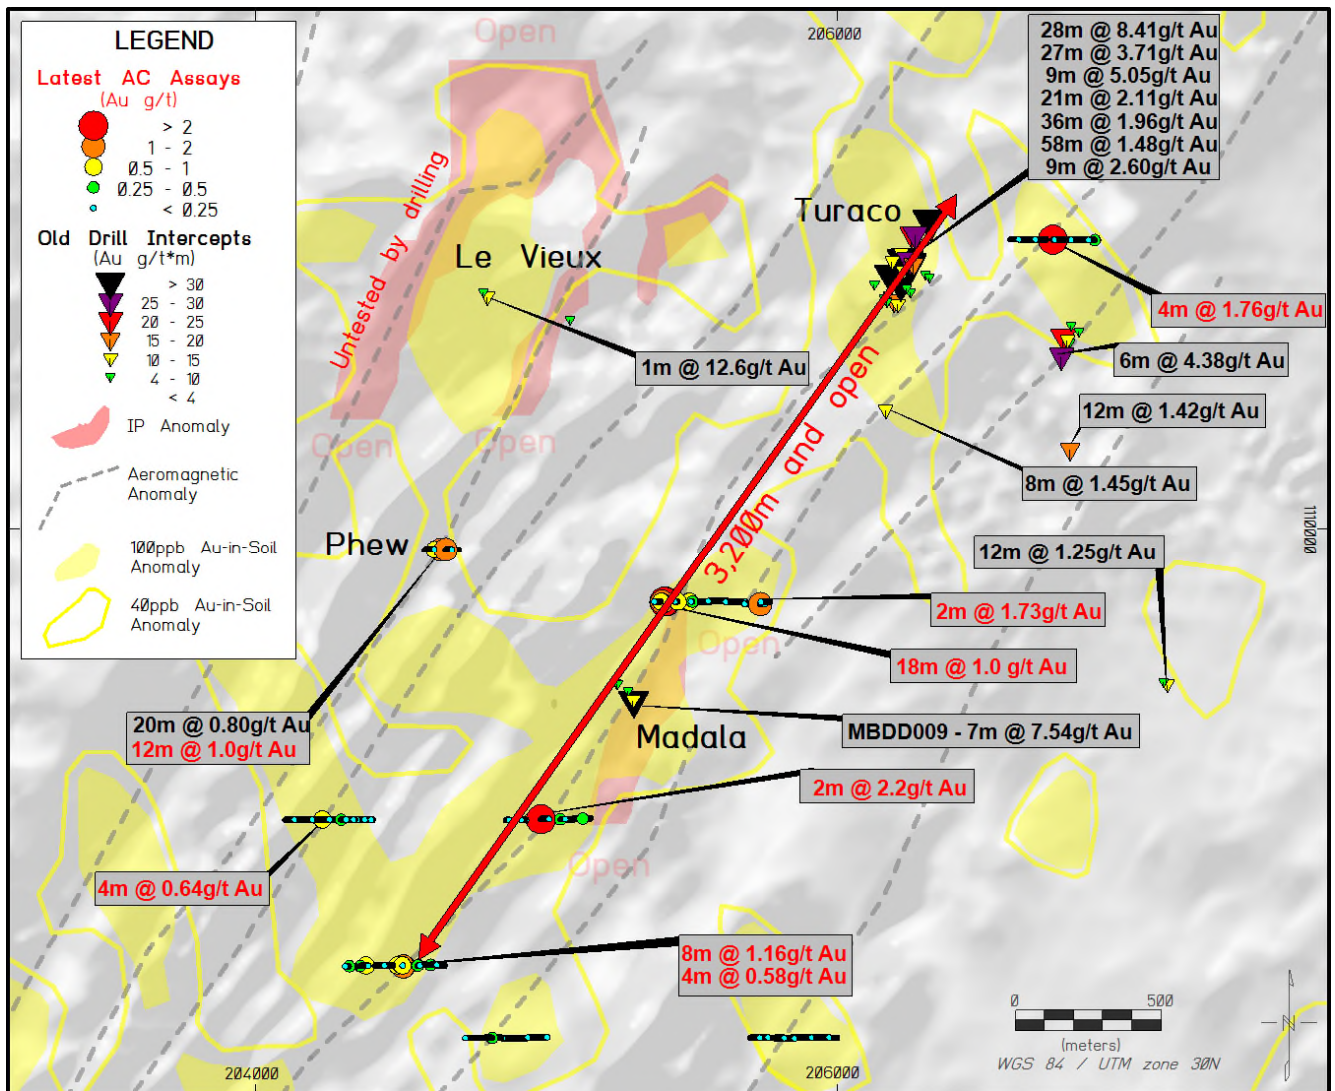 LEGEND
Latest AC Assays
(Au g/t)
> 2
1 - 2
0.5 - 1
0.25 - 0.5
< 0.25
Old Drill Intercepts
(Au g/t*m)
> 30
25 - 30
20 - 25
15 - 20
10 - 15
4 - 10
< 4
IP Anomaly
Aeromagnetic
Anomaly
100ppb Au-in-Soil
Anomaly
40ppb Au-in-Soil
Anomaly
Open
206000
28m @ 8.41g/t Au
27m @ 3.71g/t Au
9m @ 5.05g/t Au
21m @ 2.11g/t Au
36m @ 1.96g/t Au
58m @ 1.48g/t Au
9m @ 2.60g/t Au
Untested by drilling
Le Vieux
Turaco
4m @ 1.76g/t Au
1m @ 12.6g/t Au
6m @ 4.38g/t Au
12m @ 1.42g/t Au
Open
Open
8m @ 1.45g/t Au
3,200m and open
1110000
Phew
12m @ 1.25g/t Au
2m @ 1.73g/t Au
Open
18m @ 1.0 g/t Au
20m @ 0.80g/t Au
12m @ 1.0g/t Au
Madala
MBDD009 - 7m @ 7.54g/t Au
2m @ 2.2g/t Au
Open
4m @ 0.64g/t Au
8m @ 1.16g/t Au
4m @ 0.58g/t Au
0 500
(meters)
WGS 84 / UTM zone 30N
N
204000
206000